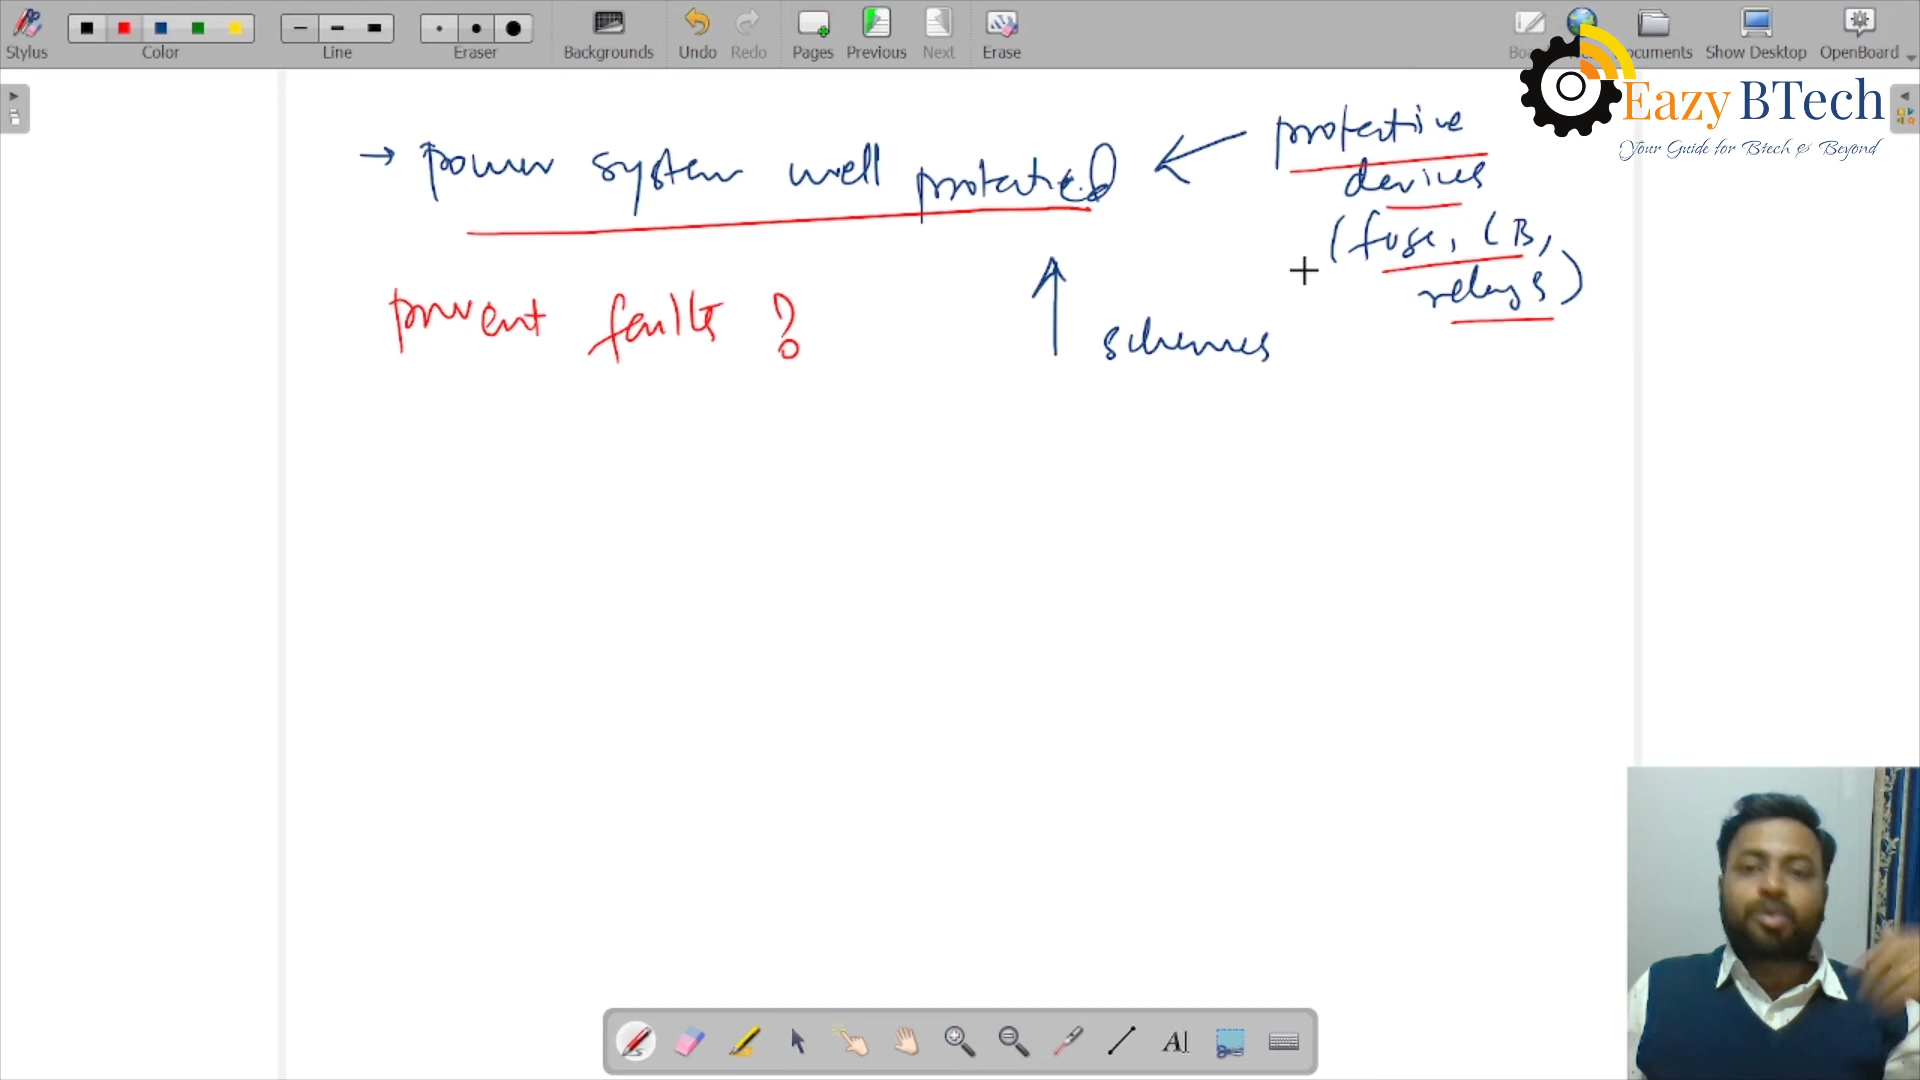 Stylus
Color
Line
Eraser
Backgrounds
Undo
Redo
Pages
Previous
Next
Erase
Documents
Show Desktop
OpenBoard
Eazy BTech
Your Guide for Btech & Beyond
→ power system well protected ← protective
devices
(fuse, CB,
relays)
prevent faults ?
schemes